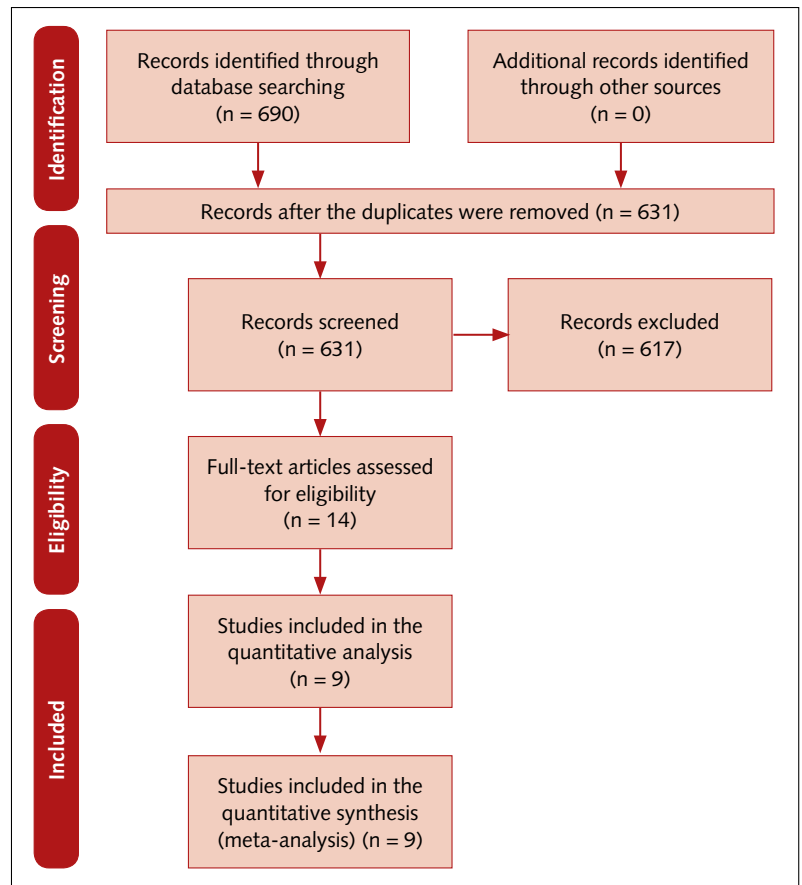 Identification
Records identified through
database searching
(n = 690)
Additional records identified
through other sources
(n = 0)
Records after the duplicates were removed (n = 631)
Screening
Records screened
(n = 631)
Records excluded
(n = 617)
Eligibility
Full-text articles assessed
for eligibility
(n = 14)
Included
Studies included in the
quantitative analysis
(n = 9)
Studies included in the
quantitative synthesis
(meta-analysis) (n = 9)